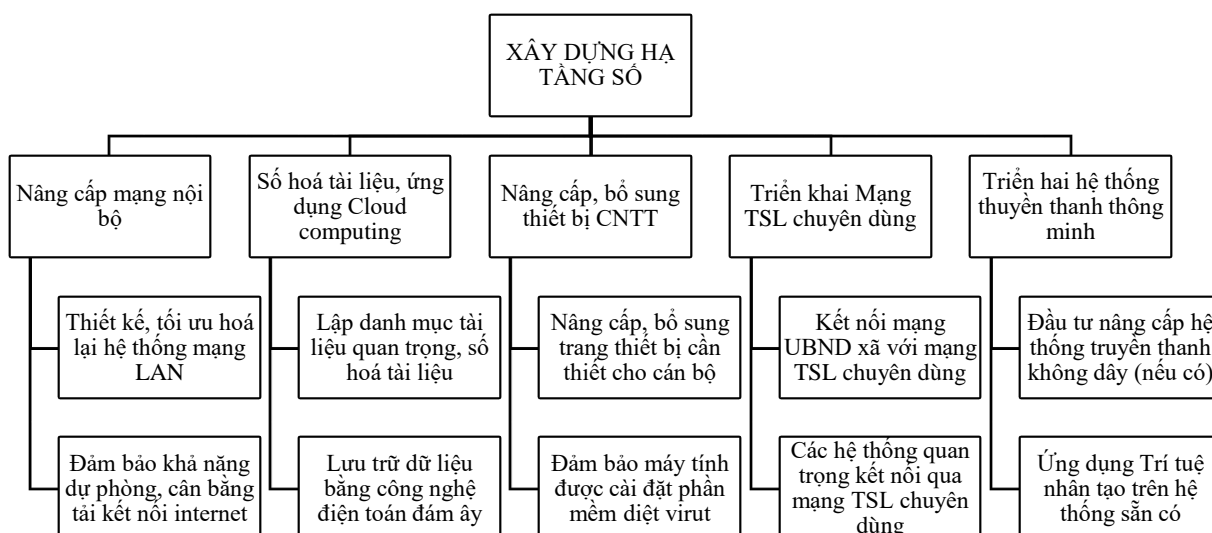 XÂY DỰNG HẠ
TẦNG SỐ
Nâng cấp mạng nội
bộ
Số hoá tài liệu, ứng
dụng Cloud
computing
Nâng cấp, bổ sung
thiết bị CNTT
Triển khai Mạng
TSL chuyên dùng
Triển hai hệ thống
thuyền thanh thông
minh
Thiết kế, tối ưu hoá
lại hệ thống mạng
LAN
Lập danh mục tài
liệu quan trọng, số
hoá tài liệu
Nâng cấp, bổ sung
trang thiết bị cần
thiết cho cán bộ
Kết nối mạng
UBND xã với mạng
TSL chuyên dùng
Đầu tư nâng cấp hệ
thống truyền thanh
không dây (nếu có)
Đảm bảo khả năng
dự phòng, cân bằng
tải kết nối internet
Lưu trữ dữ liệu
bằng công nghệ
điện toán đám ây
Đảm bảo máy tính
được cài đặt phần
mềm diệt virut
Các hệ thống quan
trọng kết nối qua
mạng TSL chuyên
dùng
Ứng dụng Trí tuệ
nhân tạo trên hệ
thống sẵn có